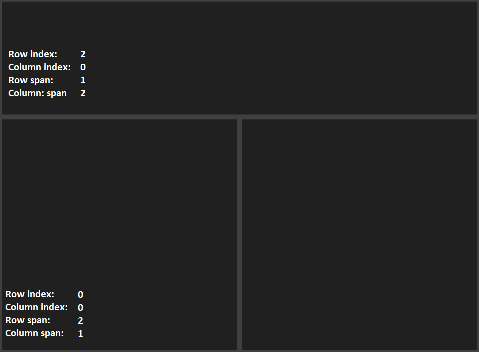 Row Index: 2
Column Index: 0
Row span: 1
Column: span 2
Row Index: 0
Column Index: 0
Row span: 2
Column span: 1